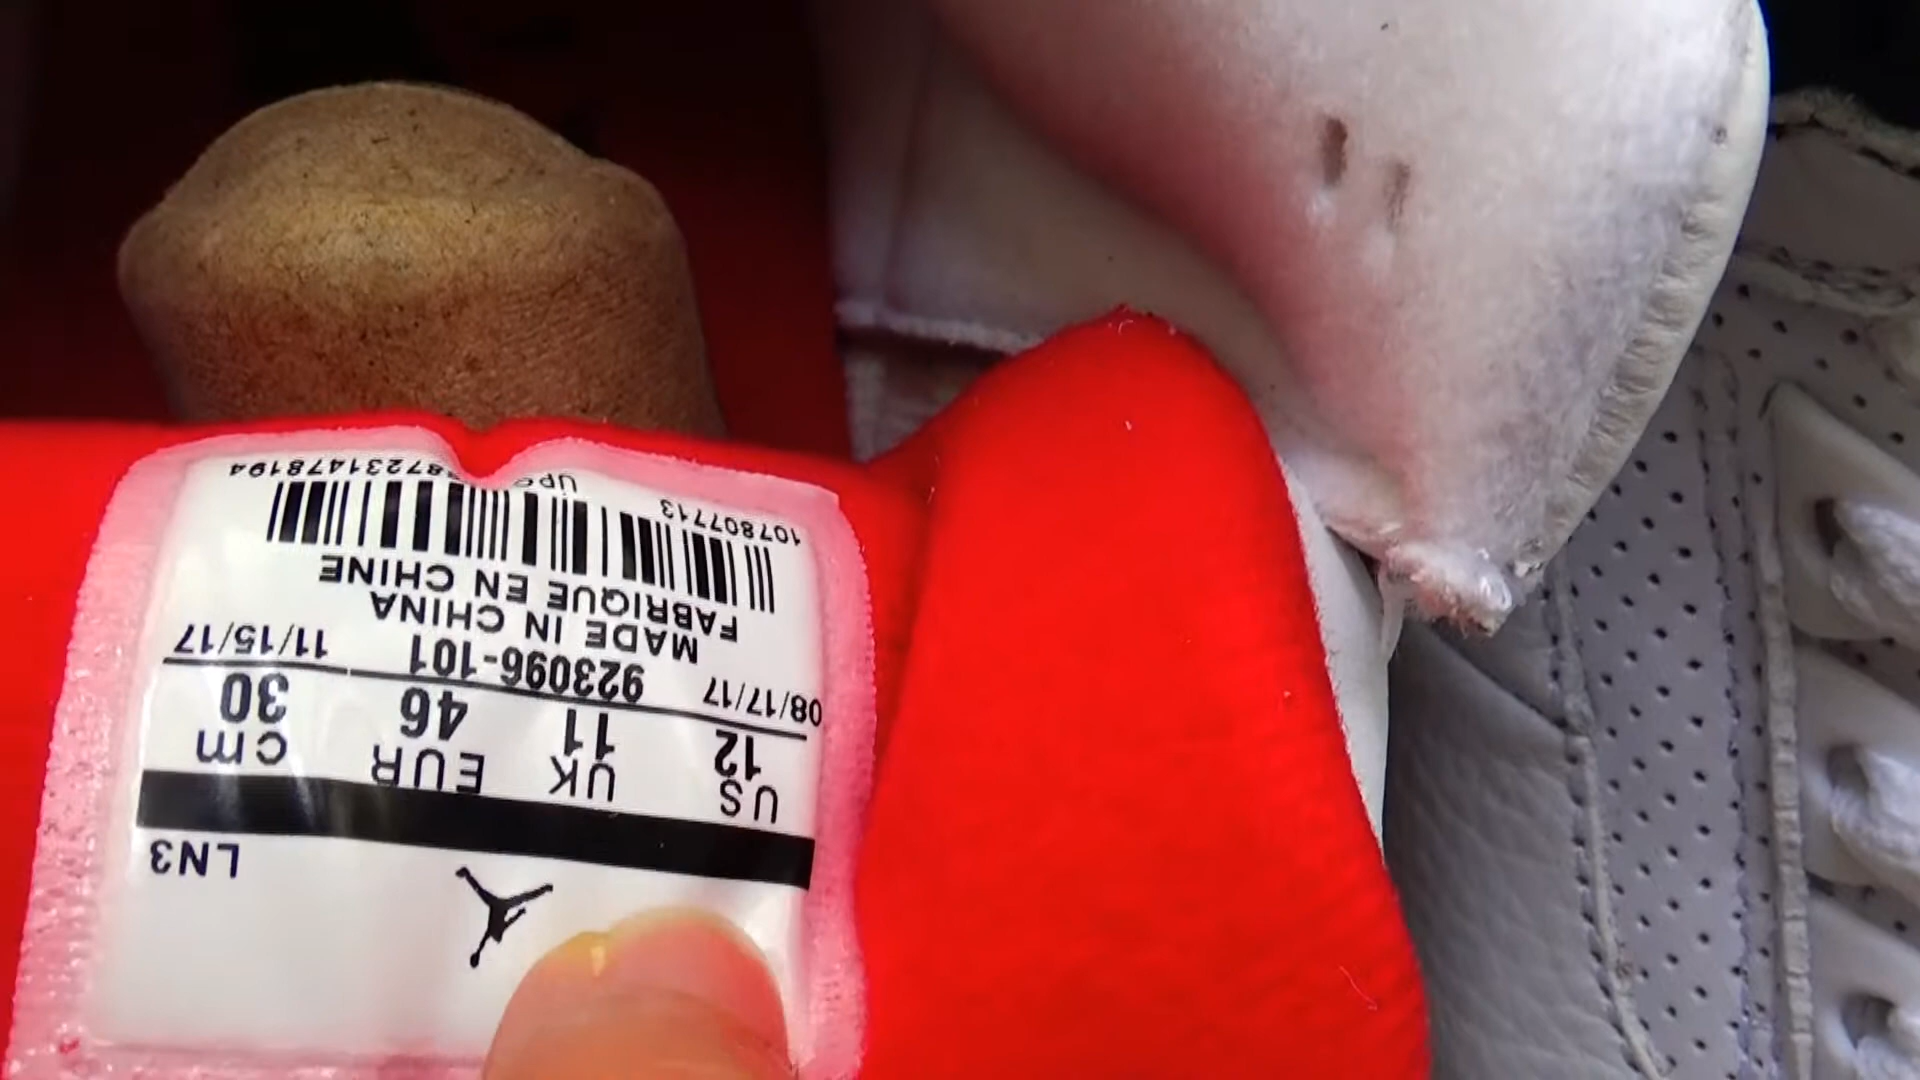 LN3
US UK EUR cm
12 11 46 30
08/17/17 11/15/17
923096-101
MADE IN CHINA
FABRIQUE EN CHINE
107807713
887231478194